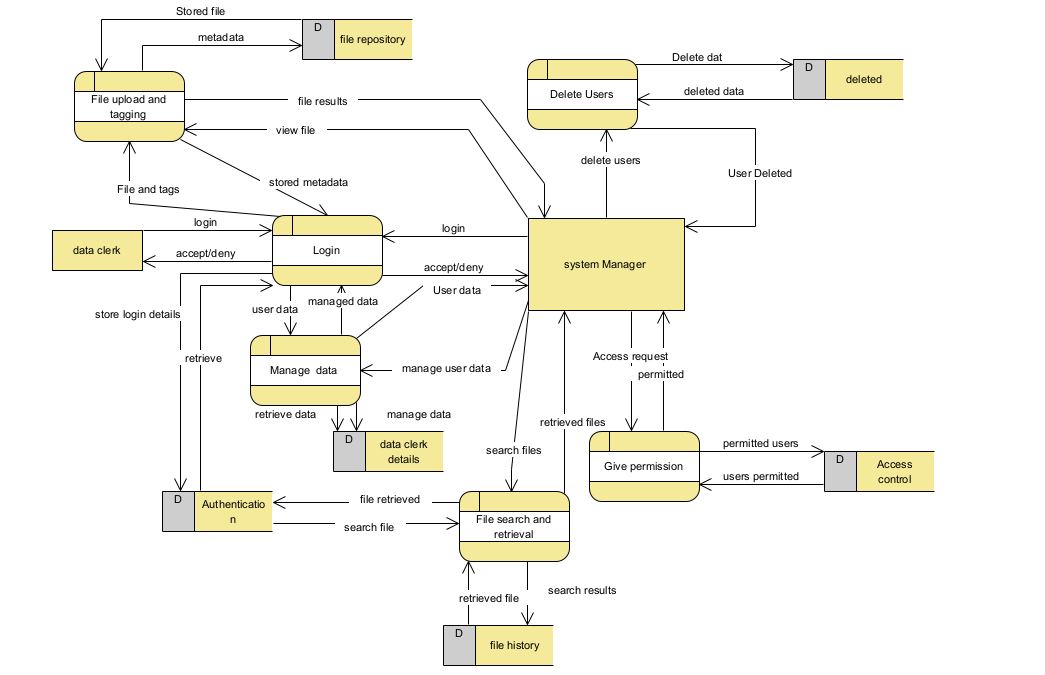 Stored file
D
file repository
metadata
Delete dat
D
deleted
deleted data
Delete Users
File upload and
tagging
file results
view file
delete users
User Deleted
stored metadata
File and tags
login
data clerk
accept/deny
Login
login
system Manager
accept/deny
User data
user data
managed data
store login details
retrieve
Manage data
manage user data
Access request
permitted
retrieve data
manage data
D
data clerk
details
retrieved files
search files
Give permission
permitted users
users permitted
D
Access
control
D
Authenticatio
n
file retrieved
search file
File search and
retrieval
retrieved file
search results
D
file history